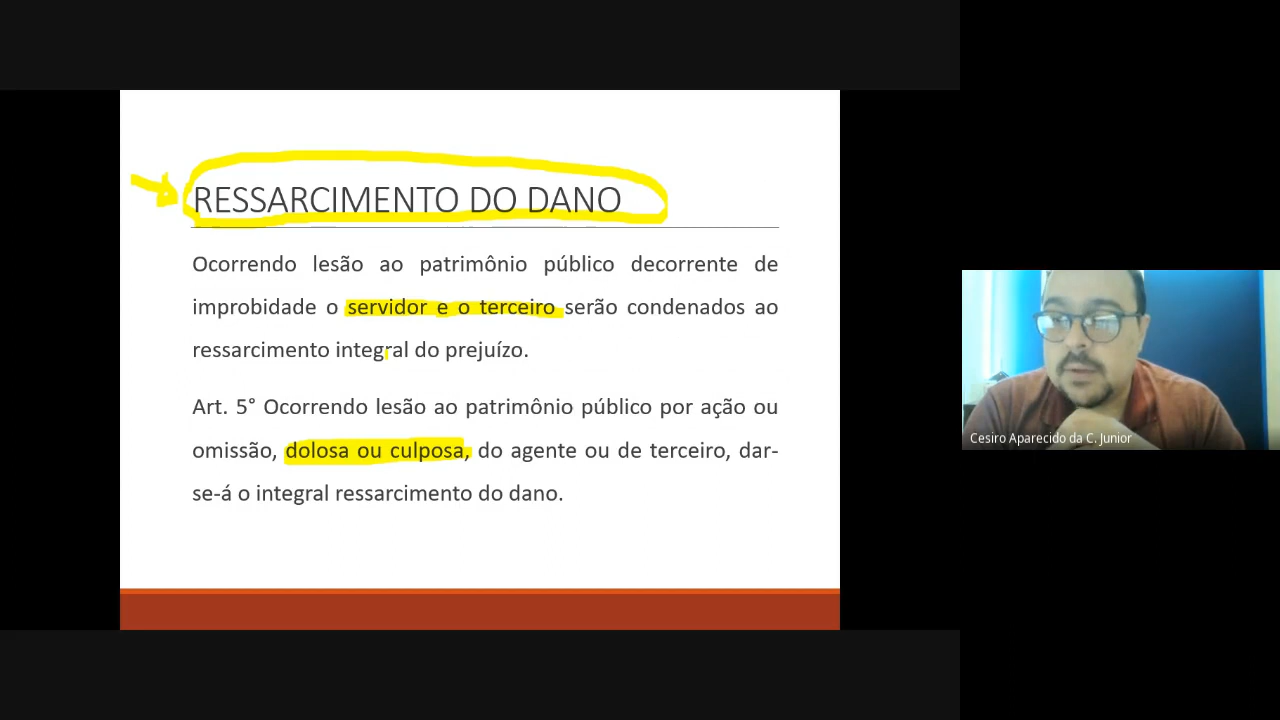 RESSARCIMENTO DO DANO
Ocorrendo lesão ao patrimônio público decorrente de
improbidade o servidor e o terceiro serão condenados ao
ressarcimento integral do prejuízo.
Art. 5° Ocorrendo lesão ao patrimônio público por ação ou
omissão, dolosa ou culposa, do agente ou de terceiro, dar-
se-á o integral ressarcimento do dano.
Cesiro Aparecido da C. Junior